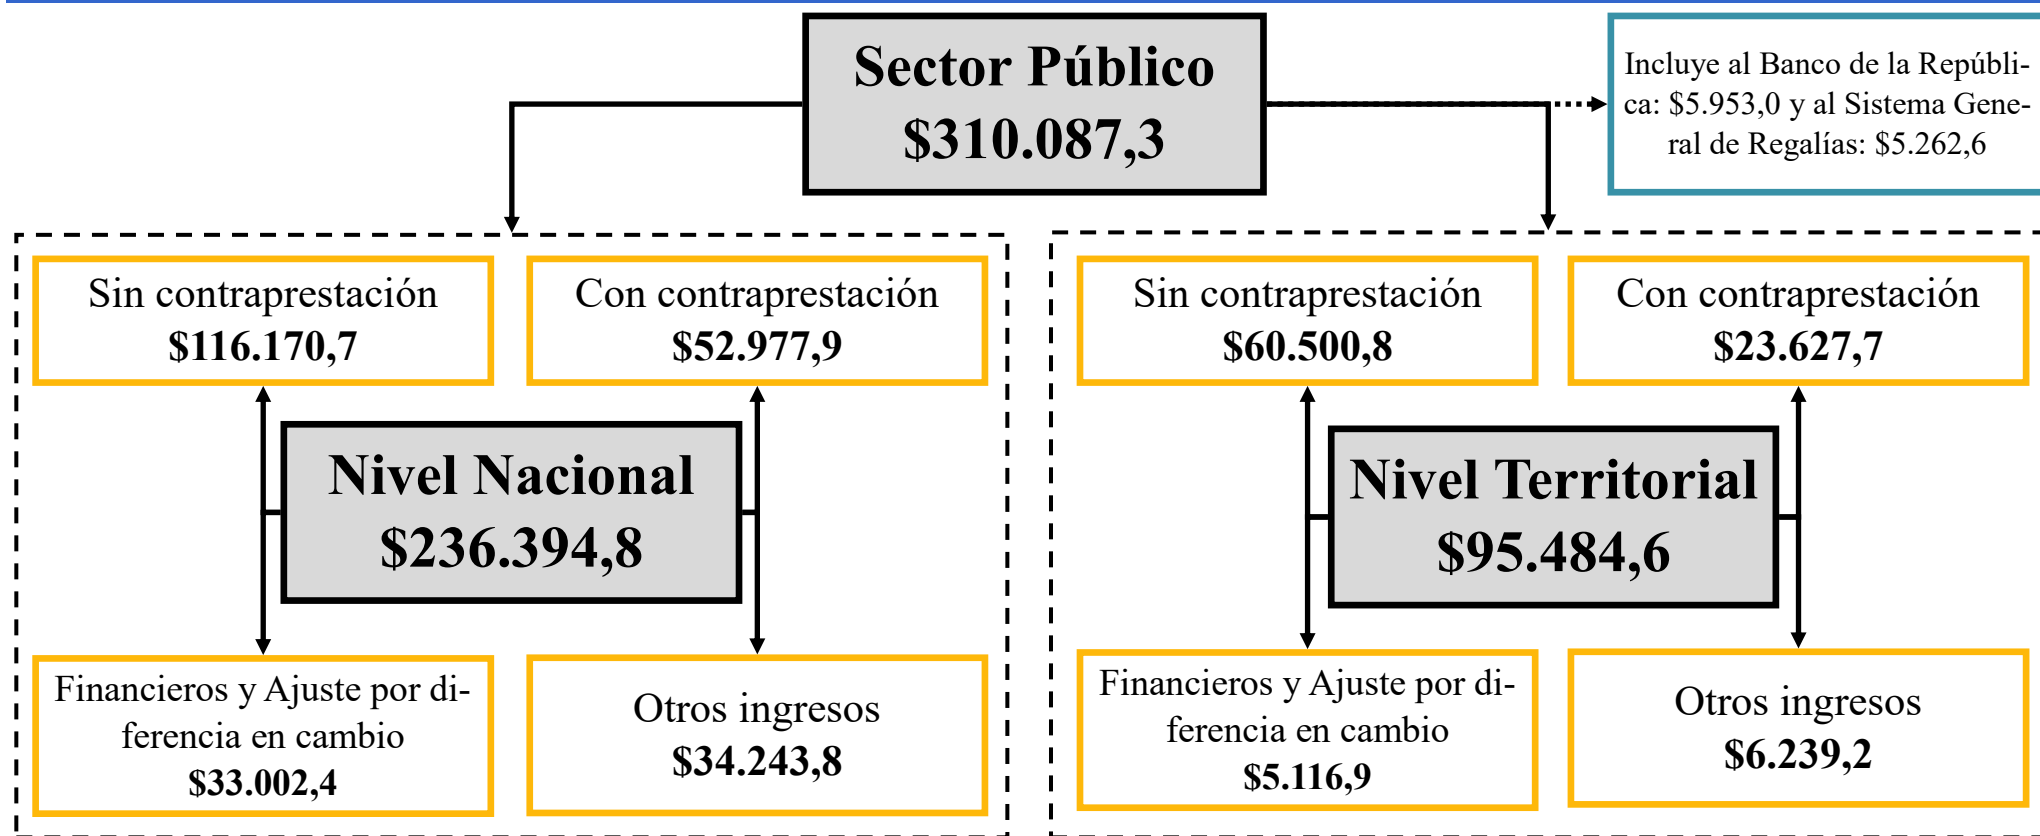 Sector Público
$310.087,3
Incluye al Banco de la Repúbli-
ca: $5.953,0 y al Sistema Gene-
ral de Regalías: $5.262,6
Sin contraprestación
$116.170,7
Con contraprestación
$52.977,9
Nivel Nacional
$236.394,8
Financieros y Ajuste por di-
ferencia en cambio
$33.002,4
Otros ingresos
$34.243,8
Sin contraprestación
$60.500,8
Con contraprestación
$23.627,7
Nivel Territorial
$95.484,6
Financieros y Ajuste por di-
ferencia en cambio
$5.116,9
Otros ingresos
$6.239,2